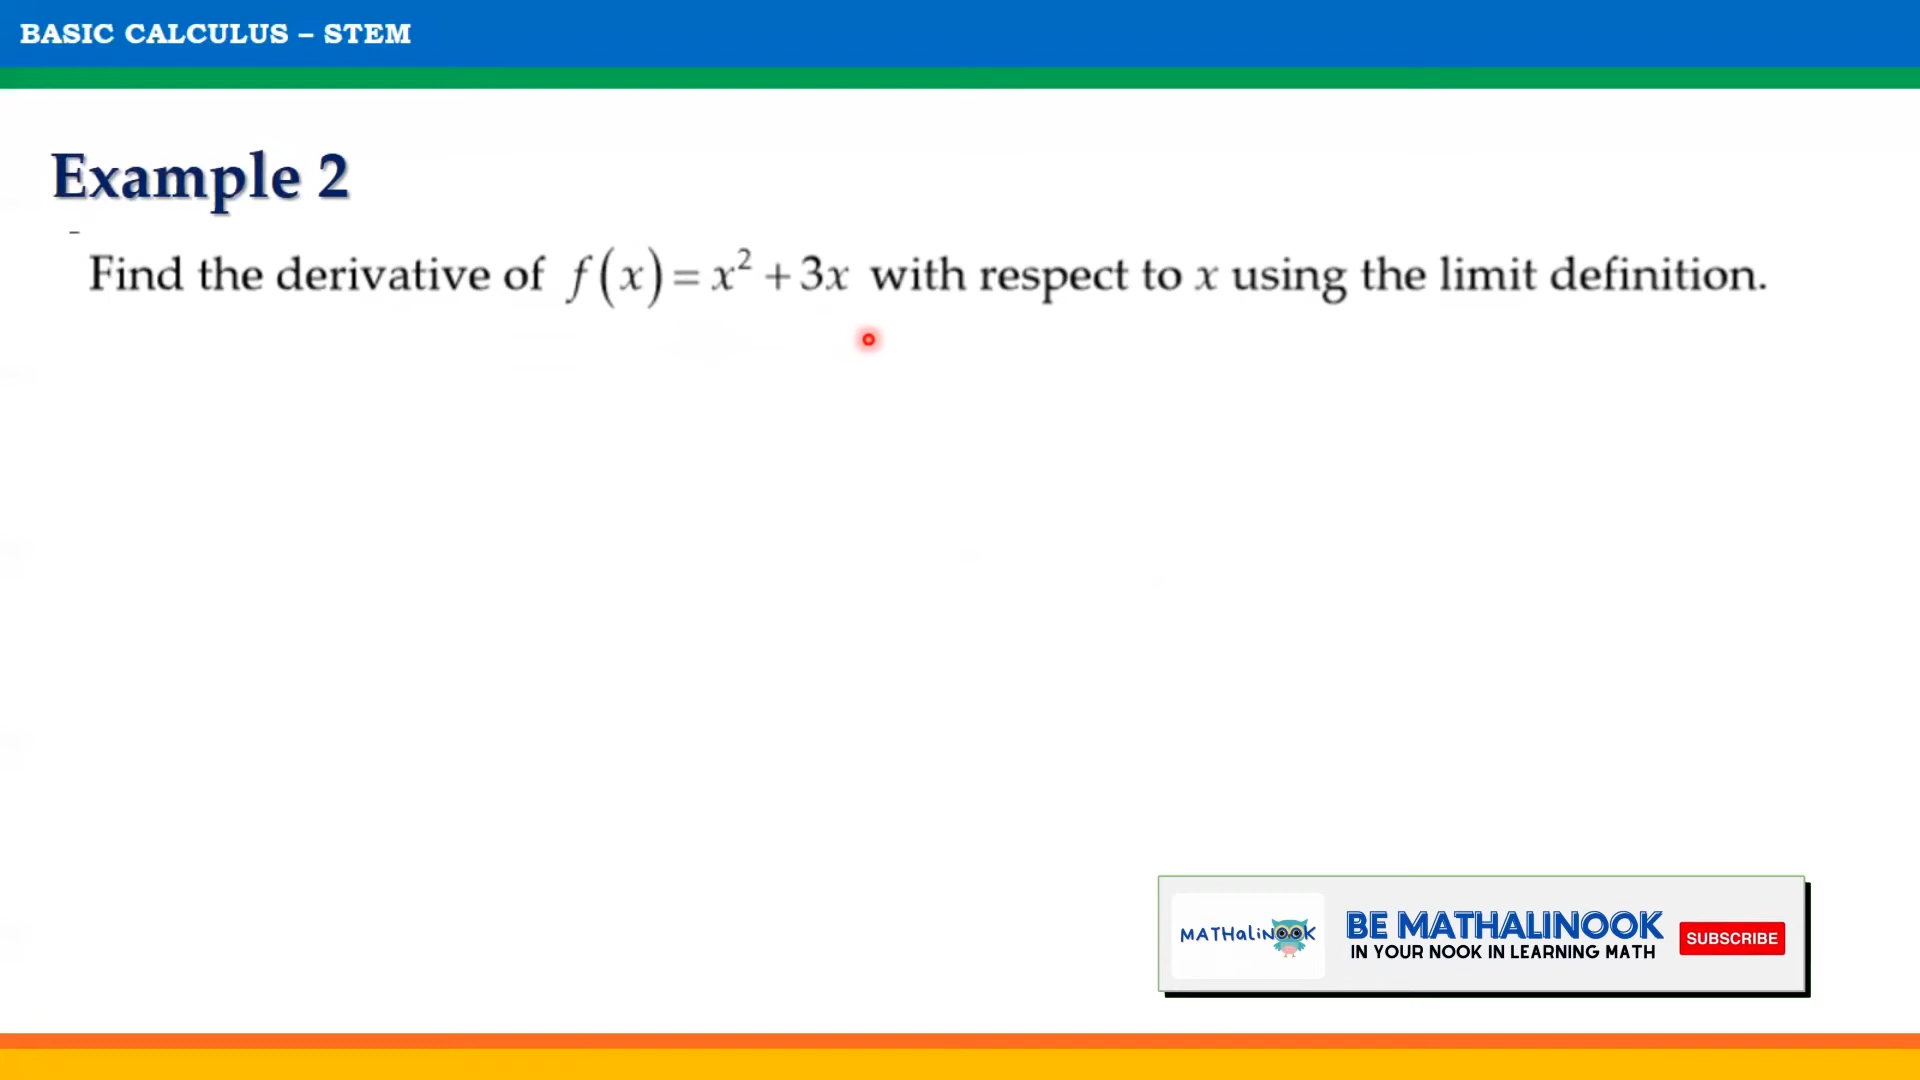 BASIC CALCULUS – STEM
Example 2
Find the derivative of f(x) = x² + 3x with respect to x using the limit definition.
MATHaliNOOK
BE MATHALINOOK
IN YOUR NOOK IN LEARNING MATH
SUBSCRIBE